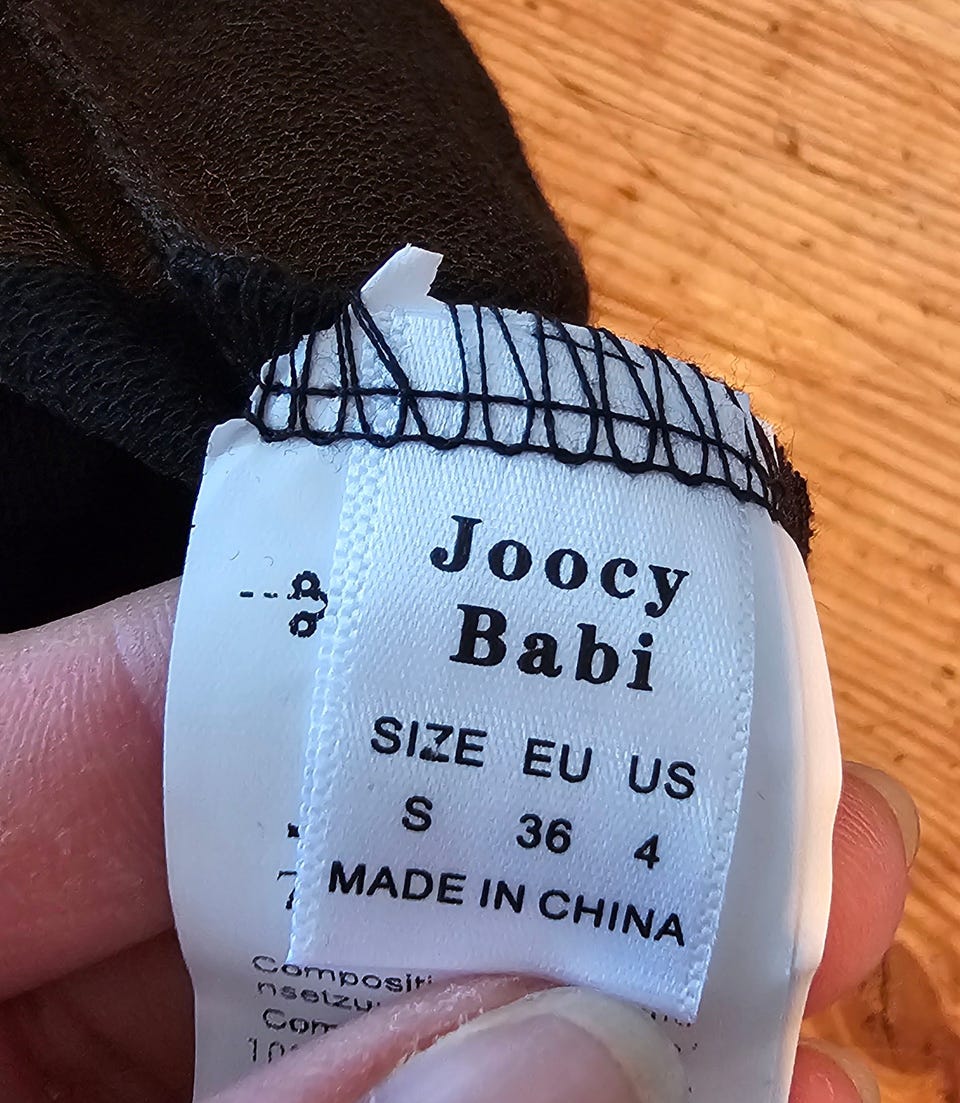 Joocy
Babi
SIZE EU US
S 36 4
MADE IN CHINA